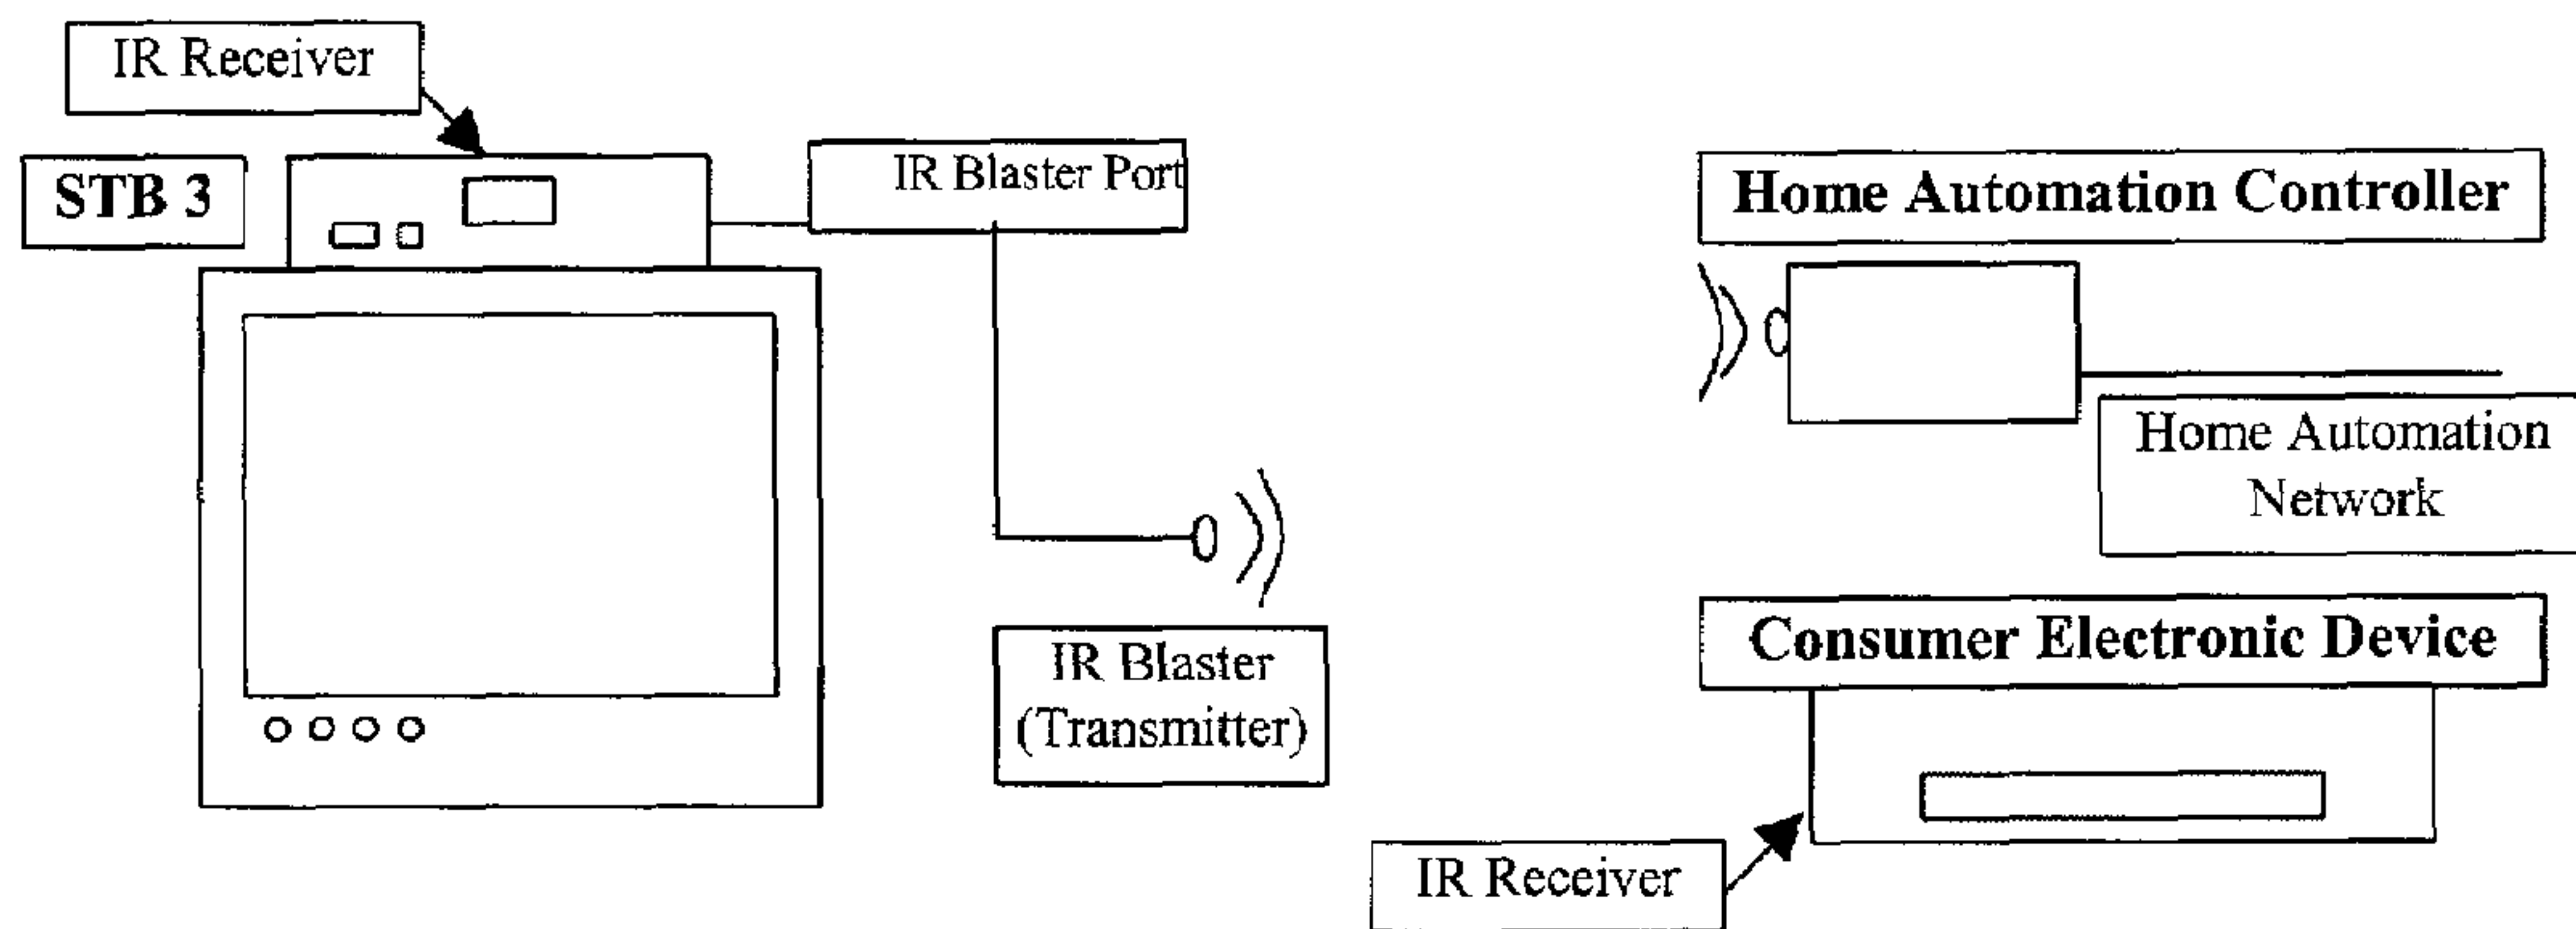 IR Receiver
STB 3
IR Blaster Port
Home Automation Controller
Home Automation
Network
IR Blaster
(Transmitter)
Consumer Electronic Device
IR Receiver